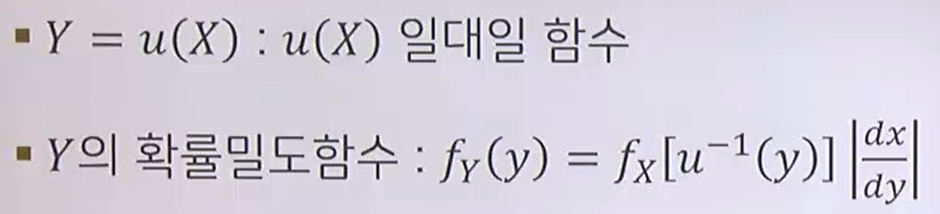 ▪ Y = u(X) : u(X) 일대일 함수
▪ Y의 확률밀도함수 : f_Y(y) = f_X[u⁻¹(y)] |dx/dy|